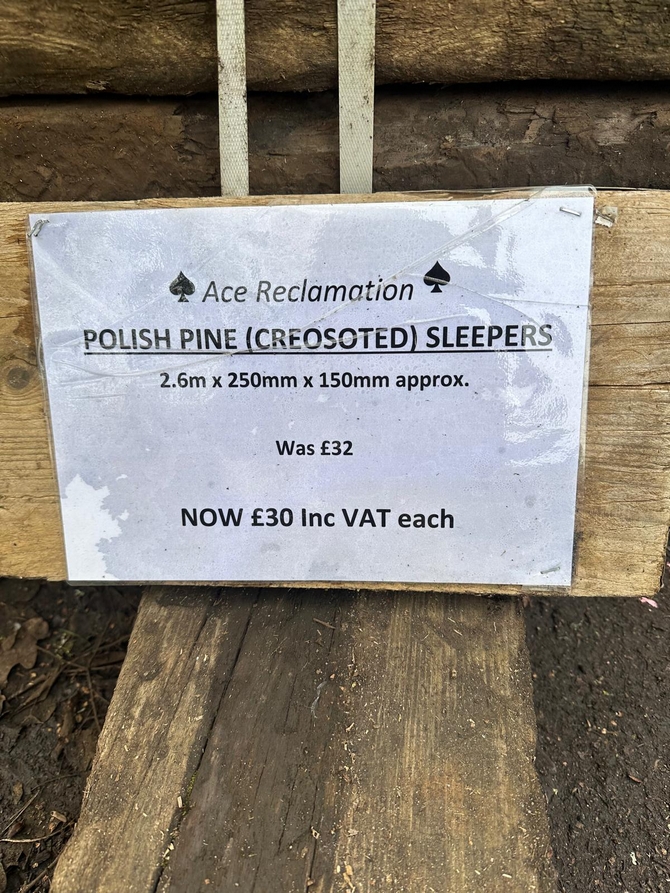 ♠ Ace Reclamation ♠
POLISH PINE (CREOSOTED) SLEEPERS
2.6m x 250mm x 150mm approx.
Was £32
NOW £30 Inc VAT each